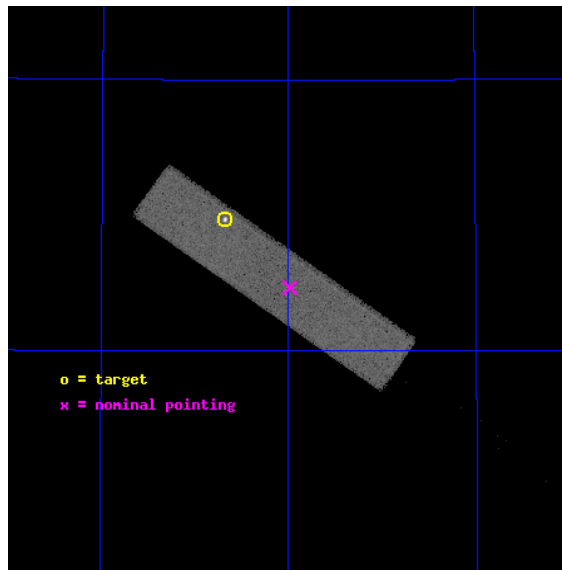 o = target
x = nominal pointing